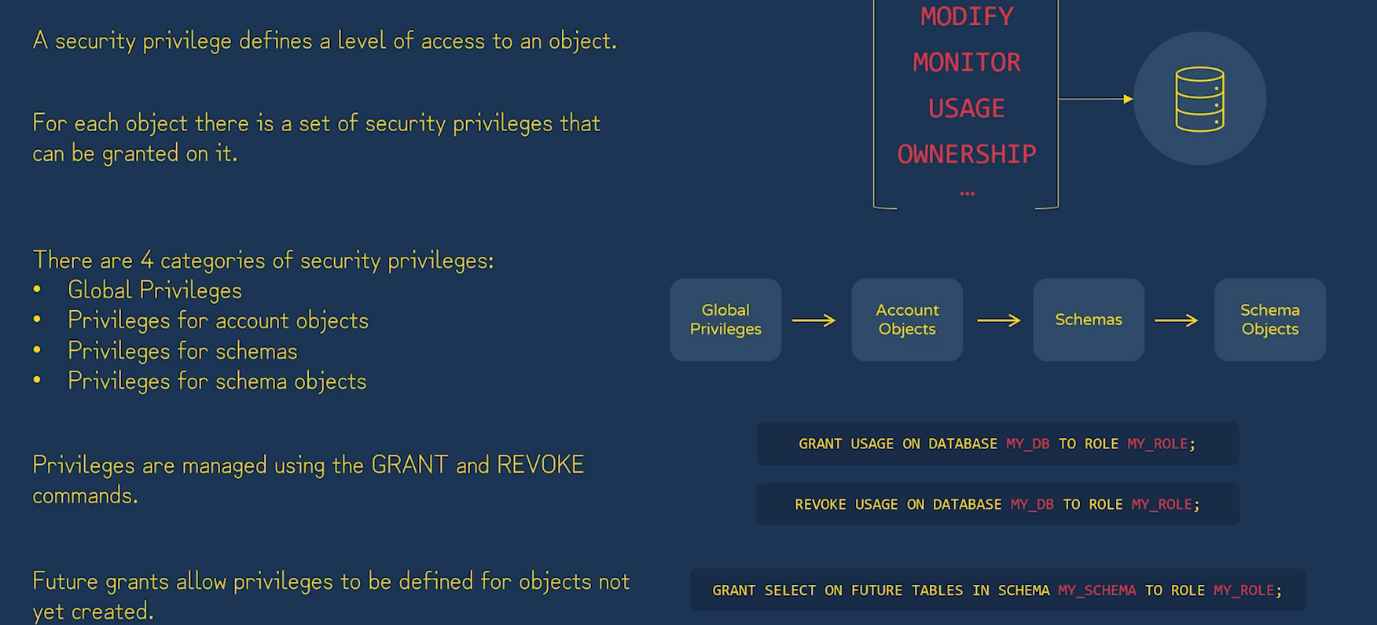 A security privilege defines a level of access to an object.
For each object there is a set of security privileges that
can be granted on it.
MODIFY
MONITOR
USAGE
OWNERSHIP
...
There are 4 categories of security privileges:
• Global Privileges
• Privileges for account objects
• Privileges for schemas
• Privileges for schema objects
Global
Privileges
Account
Objects
Schemas
Schema
Objects
Privileges are managed using the GRANT and REVOKE
commands.
GRANT USAGE ON DATABASE MY_DB TO ROLE MY_ROLE;
REVOKE USAGE ON DATABASE MY_DB TO ROLE MY_ROLE;
Future grants allow privileges to be defined for objects not
yet created.
GRANT SELECT ON FUTURE TABLES IN SCHEMA MY_SCHEMA TO ROLE MY_ROLE;